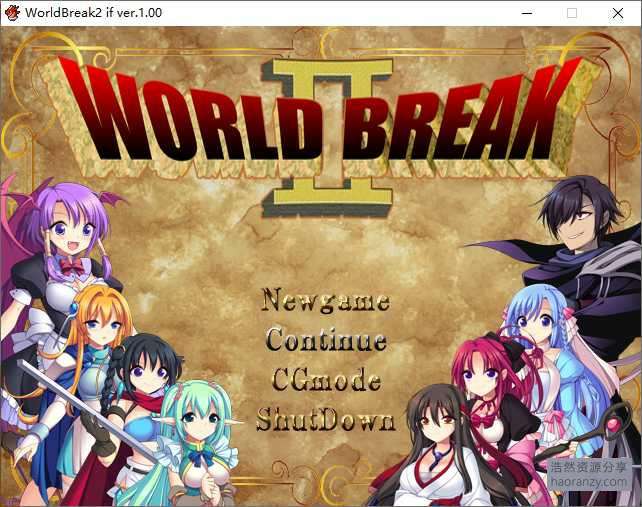 WorldBreak2 if ver.1.00
WORLD II BREAK
Newgame
Continue
CGmode
ShutDown
浩然资源分享
haoranzy.com